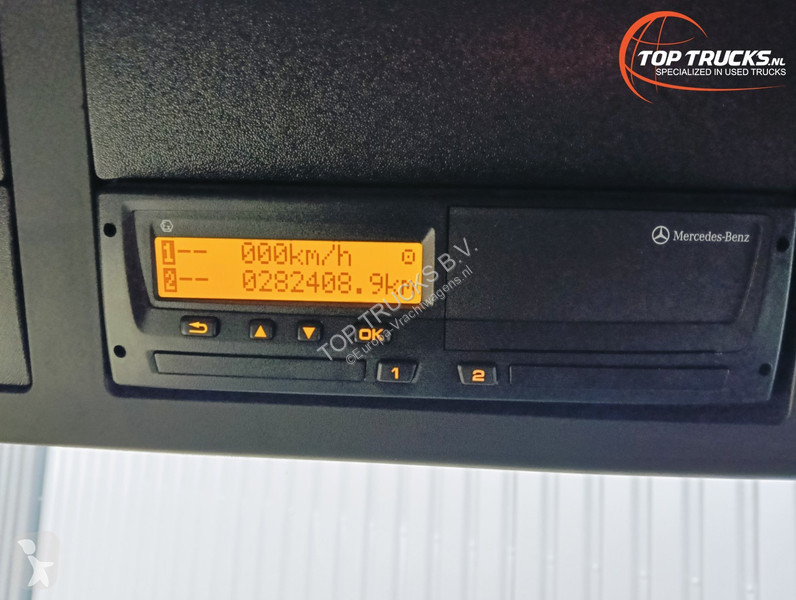 TOP TRUCKS.NL
SPECIALIZED IN USED TRUCKS
Mercedes-Benz
1 -- 000km/h
2 -- 0282408.9km
OK
1
2
TOP TRUCKS B.V.
©Europa-Vrachtwagens.nl